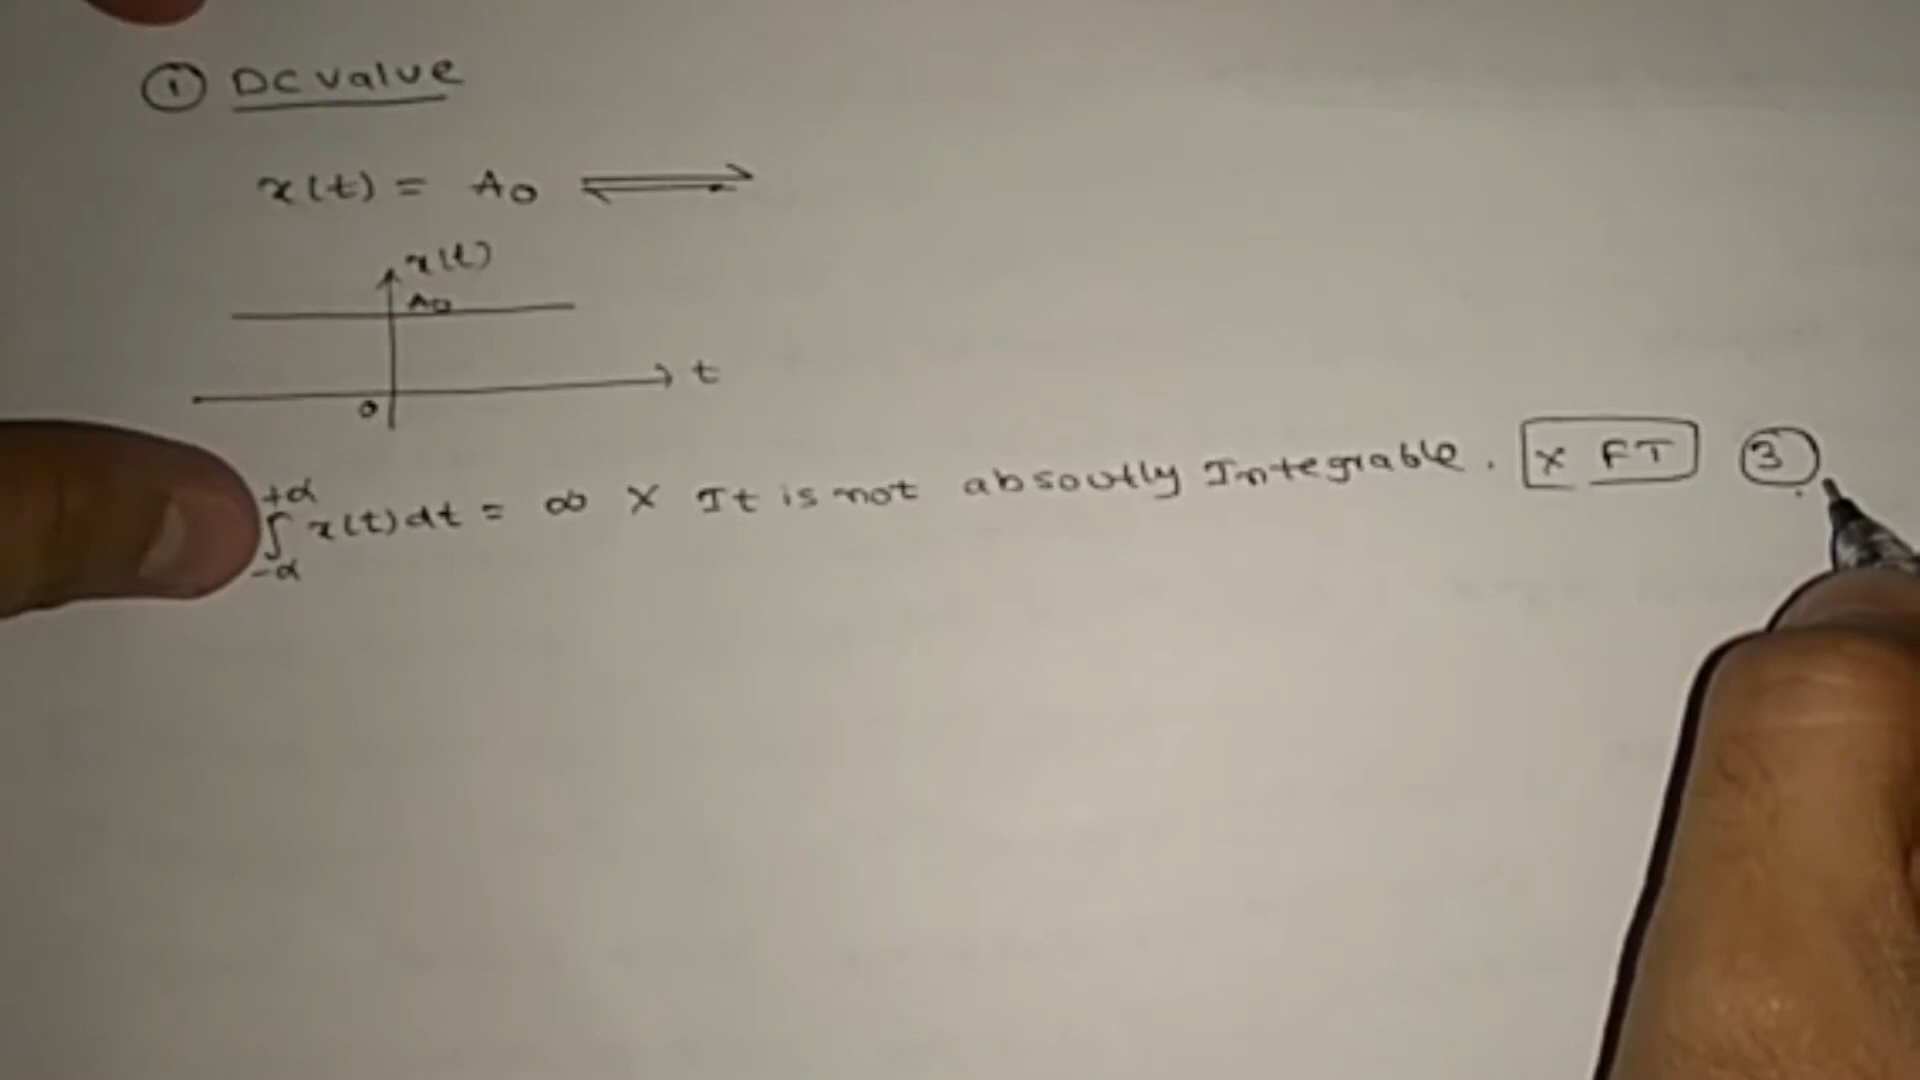 ① DC value
x(t) = A0 ⇌
x(t)
A0
t
0
+α
∫ x(t)dt = ∞ X It is not absoutly Integrable. X FT ③
-α